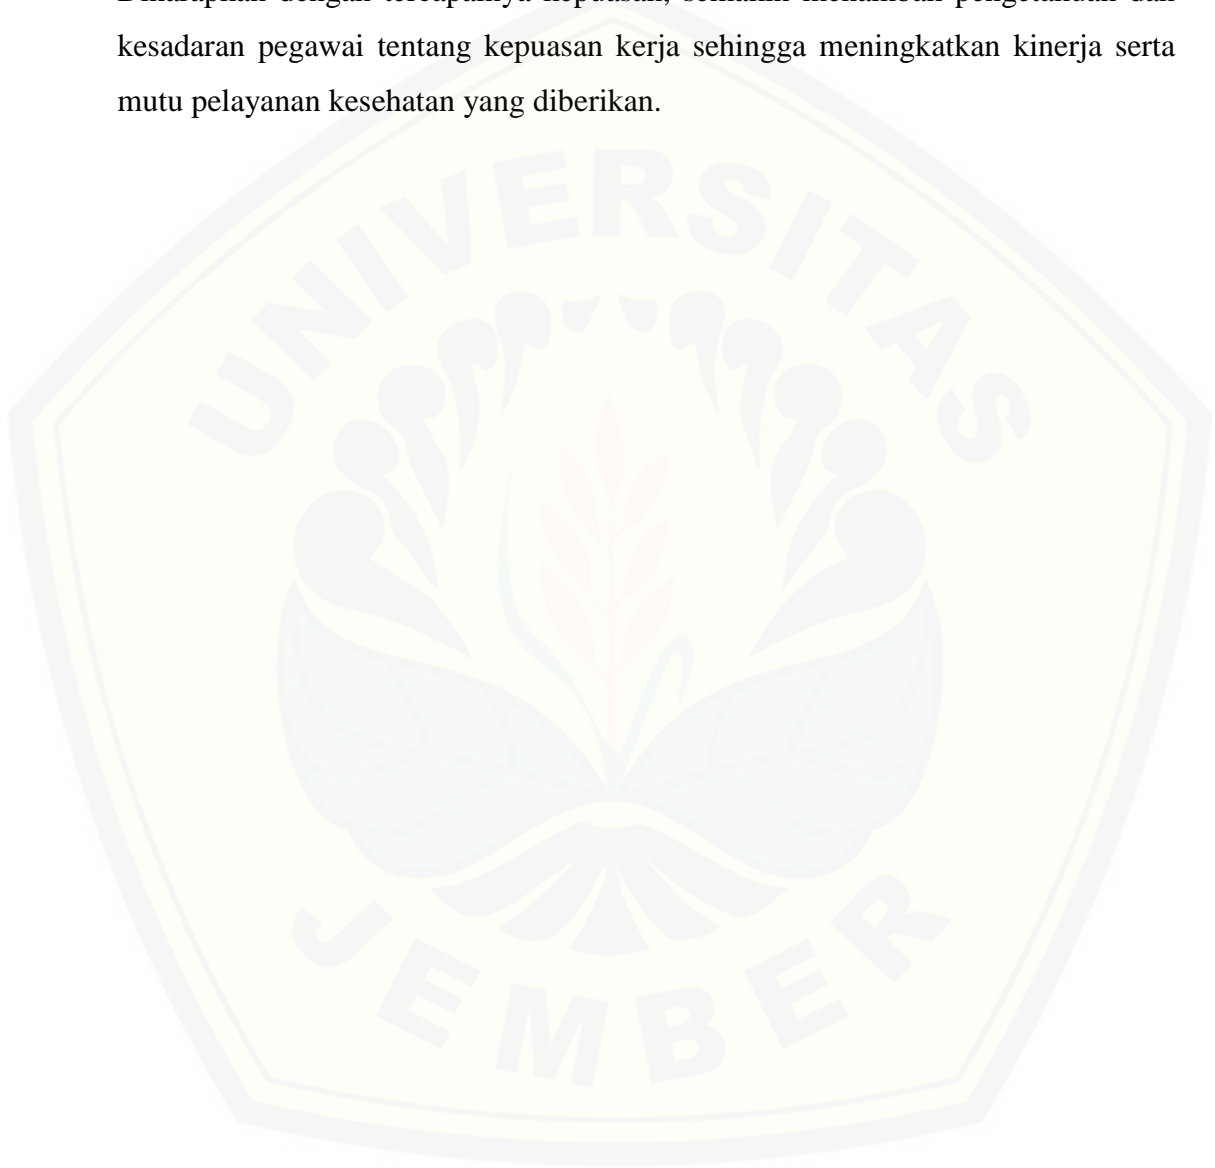 Diharapkan dengan tercapainya kepuasan, semakin menambah pengetahuan dan
kesadaran pegawai tentang kepuasan kerja sehingga meningkatkan kinerja serta
mutu pelayanan kesehatan yang diberikan.
UNIVERSITAS
JEMBER